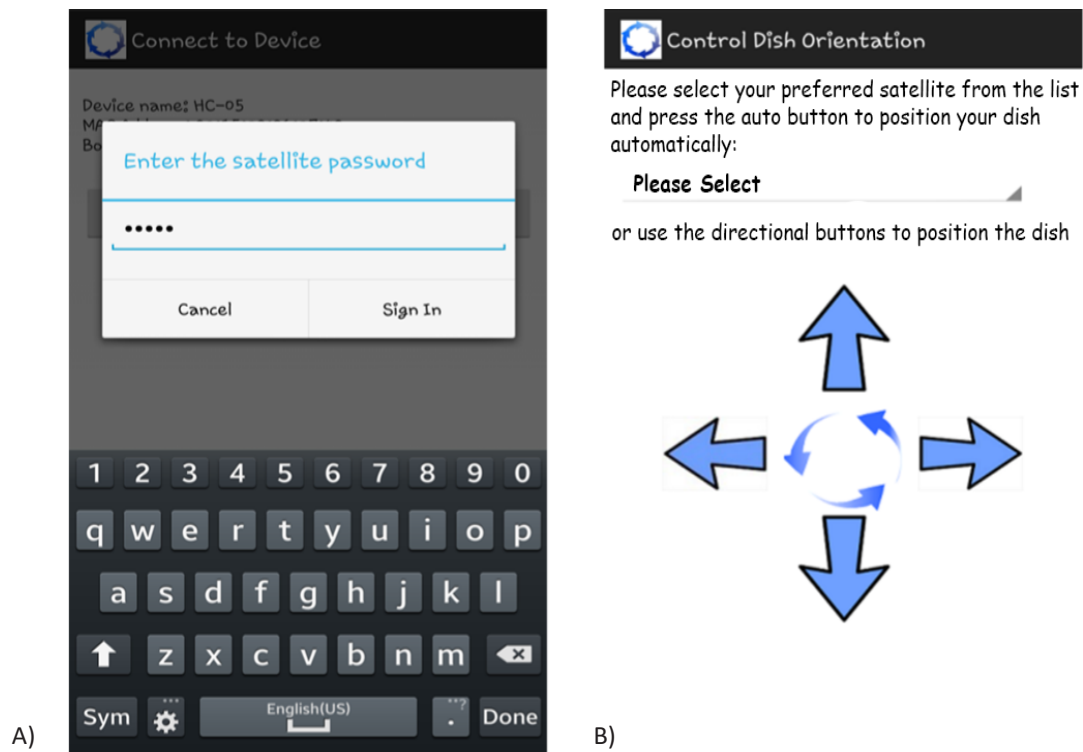 Connect to Device
Device name: HC-05
Enter the satellite password
•••••
Cancel
Sign In
1 2 3 4 5 6 7 8 9 0
q w e r t y u i o p
a s d f g h j k l
z x c v b n m
Sym
English(US)
. Done
A)
Control Dish Orientation
Please select your preferred satellite from the list
and press the auto button to position your dish
automatically:
Please Select
or use the directional buttons to position the dish
B)